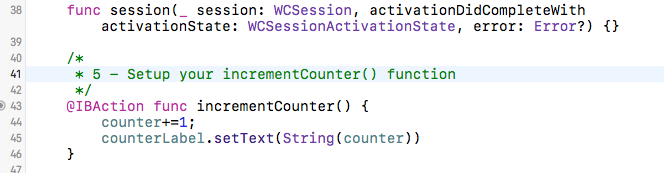 38 func session(_ session: WCSession, activationDidCompleteWith
activationState: WCSessionActivationState, error: Error?) {}
39
40 /*
41 * 5 – Setup your incrementCounter() function
42 */
43 @IBAction func incrementCounter() {
44 counter+=1;
45 counterLabel.setText(String(counter))
46 }
47